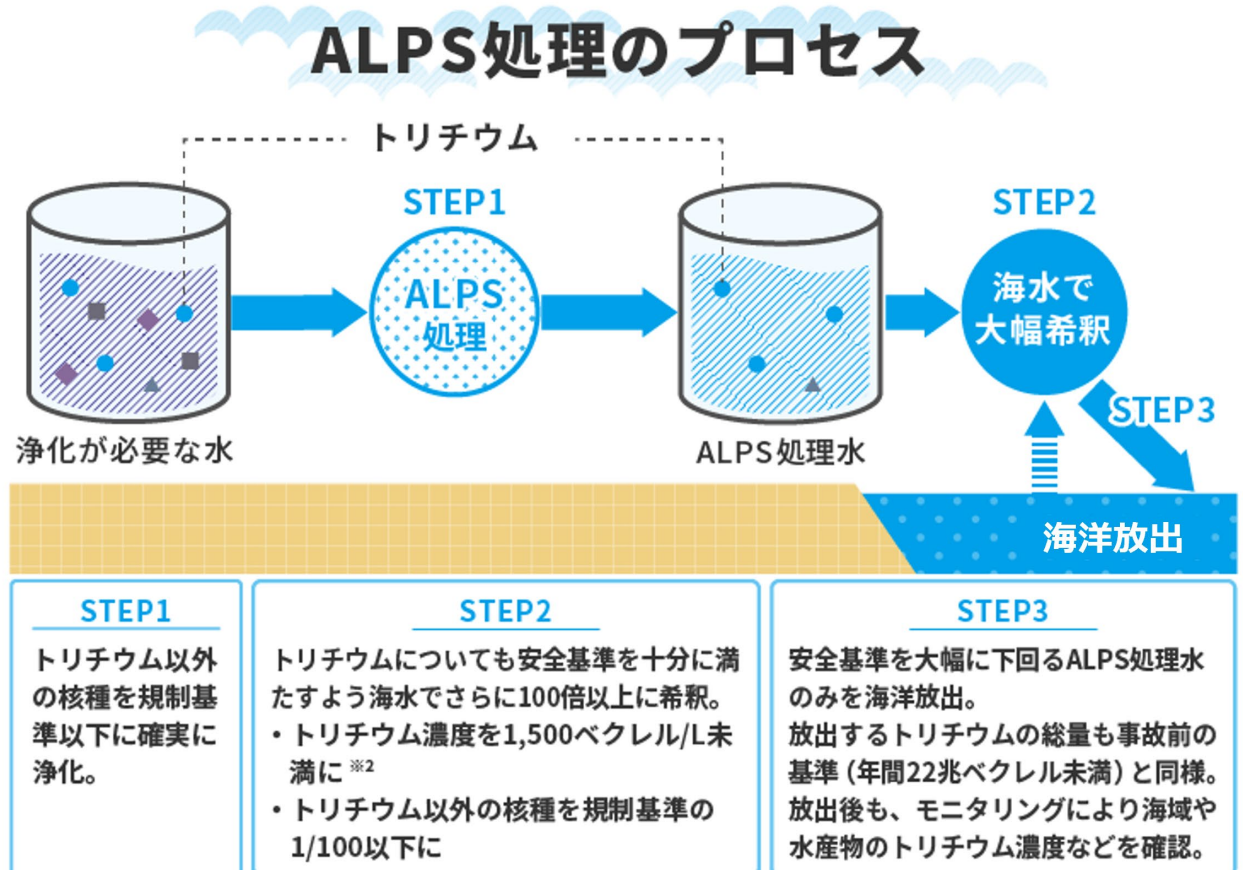 ALPS処理のプロセス
トリチウム
STEP1
STEP2
ALPS
処理
海水で
大幅希釈
STEP3
浄化が必要な水
ALPS処理水
海洋放出
STEP1
トリチウム以外
の核種を規制基
準以下に確実に
浄化。
STEP2
トリチウムについても安全基準を十分に満
たすよう海水でさらに100倍以上に希釈。
・トリチウム濃度を1,500ベクレル/L未
満に ※2
・トリチウム以外の核種を規制基準の
1/100以下に
STEP3
安全基準を大幅に下回るALPS処理水
のみを海洋放出。
放出するトリチウムの総量も事故前の
基準（年間22兆ベクレル未満）と同様。
放出後も、モニタリングにより海域や
水産物のトリチウム濃度などを確認。